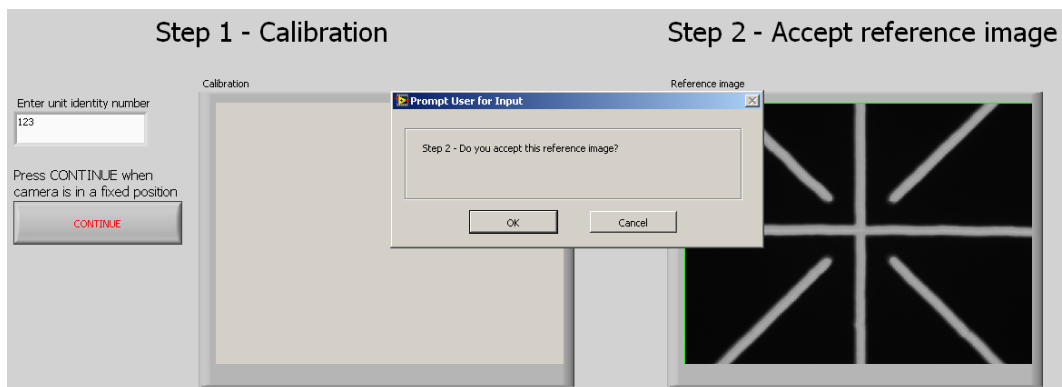 Step 1 - Calibration
Step 2 - Accept reference image
Calibration
Reference image
Enter unit identity number
123
Prompt User for Input
Step 2 - Do you accept this reference image?
Press CONTINUE when
camera is in a fixed position
CONTINUE
OK
Cancel